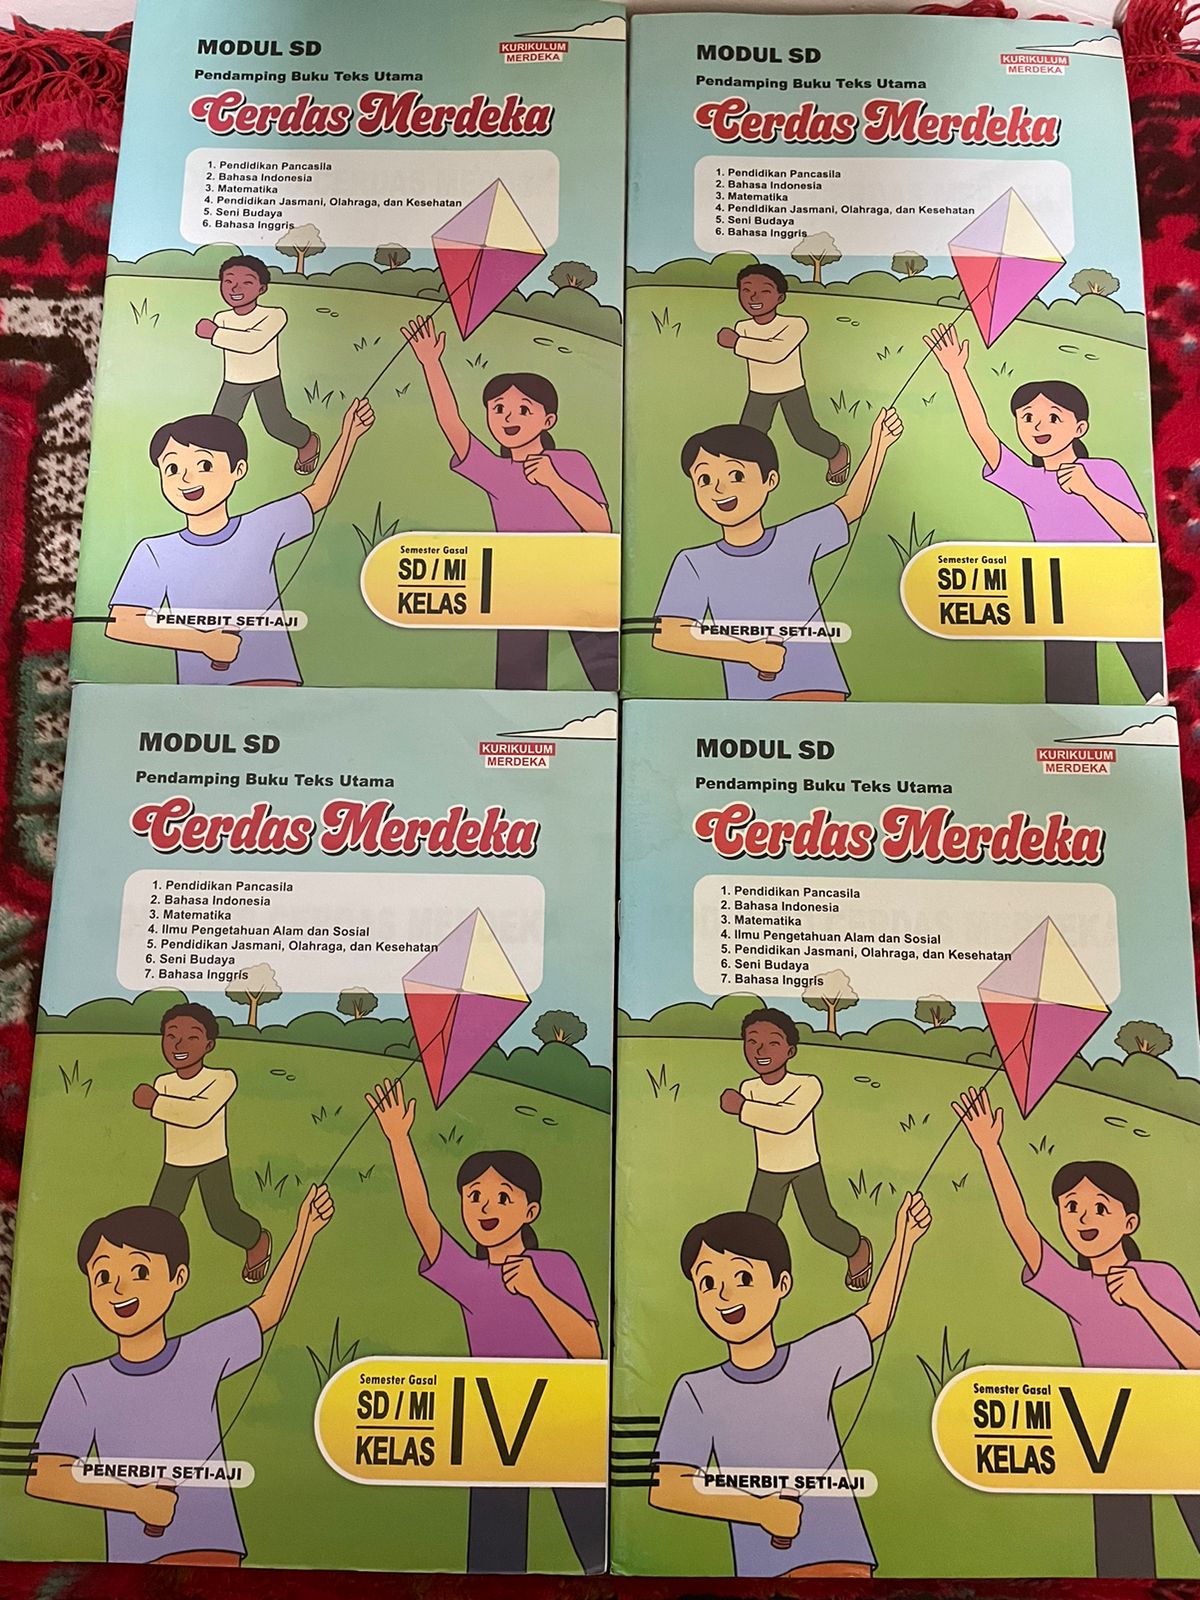 MODUL SD
KURIKULUM
MERDEKA
Pendamping Buku Teks Utama
Cerdas Merdeka
1. Pendidikan Pancasila
2. Bahasa Indonesia
3. Matematika
4. Pendidikan Jasmani, Olahraga, dan Kesehatan
5. Seni Budaya
6. Bahasa Inggris
Semester Gasal
SD / MI
KELAS I
PENERBIT SETI-AJI
MODUL SD
KURIKULUM
MERDEKA
Pendamping Buku Teks Utama
Cerdas Merdeka
1. Pendidikan Pancasila
2. Bahasa Indonesia
3. Matematika
4. Pendidikan Jasmani, Olahraga, dan Kesehatan
5. Seni Budaya
6. Bahasa Inggris
Semester Gasal
SD / MI
KELAS II
PENERBIT SETI-AJI
MODUL SD
KURIKULUM
MERDEKA
Pendamping Buku Teks Utama
Cerdas Merdeka
1. Pendidikan Pancasila
2. Bahasa Indonesia
3. Matematika
4. Ilmu Pengetahuan Alam dan Sosial
5. Pendidikan Jasmani, Olahraga, dan Kesehatan
6. Seni Budaya
7. Bahasa Inggris
Semester Gasal
SD / MI
KELAS IV
PENERBIT SETI-AJI
MODUL SD
KURIKULUM
MERDEKA
Pendamping Buku Teks Utama
Cerdas Merdeka
1. Pendidikan Pancasila
2. Bahasa Indonesia
3. Matematika
4. Ilmu Pengetahuan Alam dan Sosial
5. Pendidikan Jasmani, Olahraga, dan Kesehatan
6. Seni Budaya
7. Bahasa Inggris
Semester Gasal
SD / MI
KELAS V
PENERBIT SETI-AJI